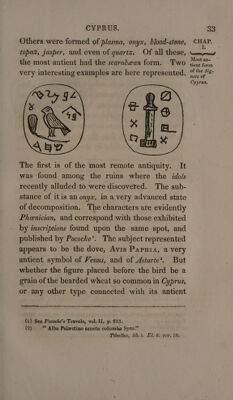 CYPRUS. 33
Others were formed of plasma, onyx, blood-stone,
topaz, jasper, and even of quartz. Of all these,
the most antient had the scarabæan form. Two
very interesting examples are here represented.
CHAP.
I.
Most an-
tient form
of the Sig-
nets of
Cyprus.
The first is of the most remote antiquity. It
was found among the ruins where the idols
recently alluded to were discovered. The sub-
stance of it is an onyx, in a very advanced state
of decomposition. The characters are evidently
Phœnician, and correspond with those exhibited
by inscriptions found upon the same spot, and
published by Pococke¹. The subject represented
appears to be the dove, AVIS PAPHIA, a very
antient symbol of Venus, and of Astarte². But
whether the figure placed before the bird be a
grain of the bearded wheat so common in Cyprus,
or any other type connected with its antient
(1) See Pococke's Travels, vol. II. p. 213.
(2) "Alba Palæstino sancta columba Syro."
Tibullus, lib. i. El. 8. ver. 18.